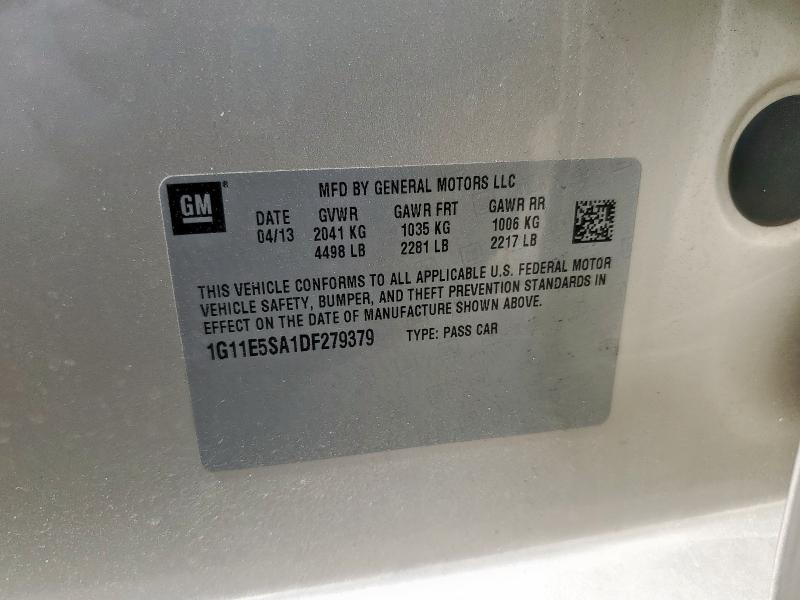 GM® MFD BY GENERAL MOTORS LLC
DATE GVWR GAWR FRT GAWR RR
04/13 2041 KG 1035 KG 1006 KG
4498 LB 2281 LB 2217 LB
THIS VEHICLE CONFORMS TO ALL APPLICABLE U.S. FEDERAL MOTOR
VEHICLE SAFETY, BUMPER, AND THEFT PREVENTION STANDARDS IN
EFFECT ON THE DATE OF MANUFACTURE SHOWN ABOVE.
1G11E5SA1DF279379 TYPE: PASS CAR